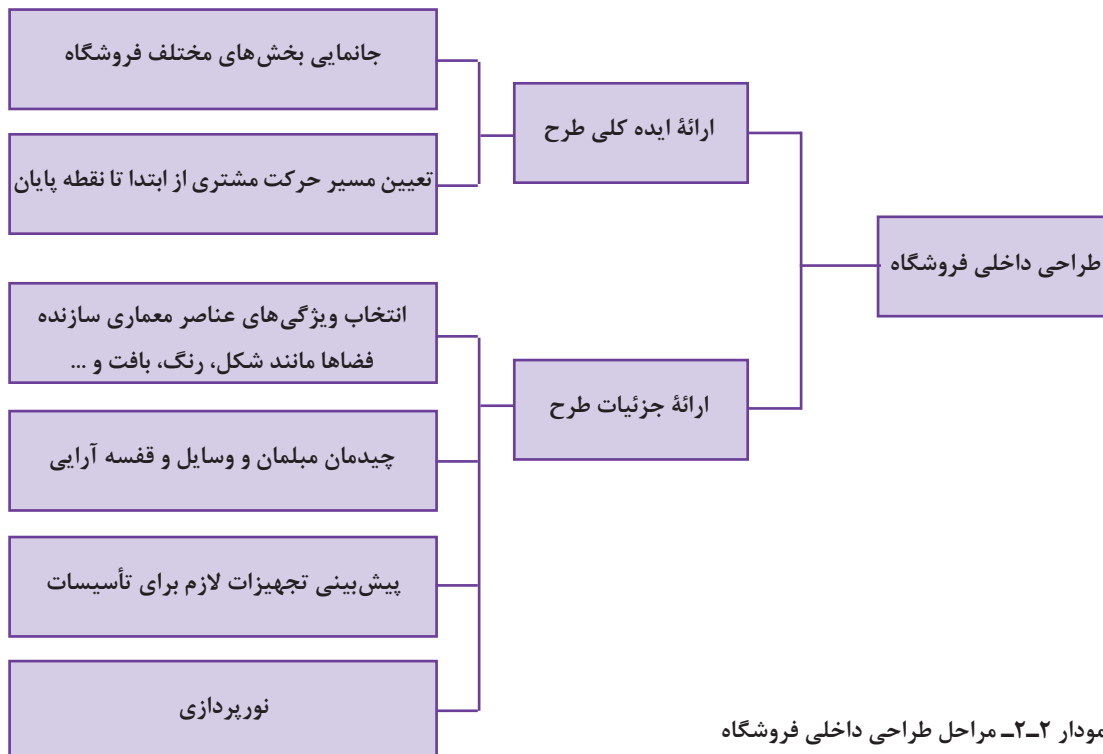 طراحی داخلی فروشگاه
ارائهٔ ایده کلی طرح
جانمایی بخش‌های مختلف فروشگاه
تعیین مسیر حرکت مشتری از ابتدا تا نقطه پایان
ارائهٔ جزئیات طرح
انتخاب ویژگی‌های عناصر معماری سازنده
فضاها مانند شکل، رنگ، بافت و ...
چیدمان مبلمان و وسایل و قفسه آرایی
پیش‌بینی تجهیزات لازم برای تأسیسات
نورپردازی
مودار ۲ـ۲ـ مراحل طراحی داخلی فروشگاه